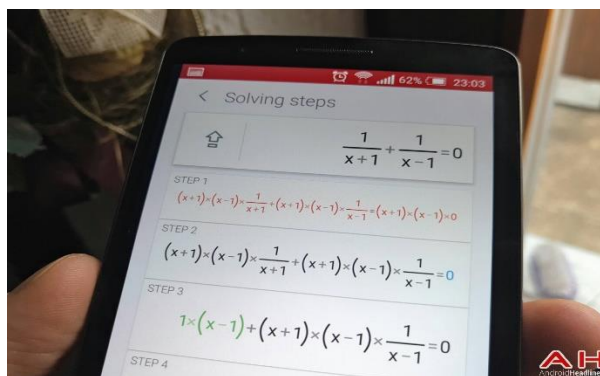 62% 23:03
< Solving steps
1/(x+1) + 1/(x-1) =0
STEP 1
(x+1)×(x-1)×1/(x+1)+(x+1)×(x-1)×1/(x-1)=(x+1)×(x-1)×0
STEP 2
(x+1)×(x-1)×1/(x+1)+(x+1)×(x-1)×1/(x-1)=0
STEP 3
1×(x-1)+(x+1)×(x-1)×1/(x-1)=0
STEP 4
AH
AndroidHeadline